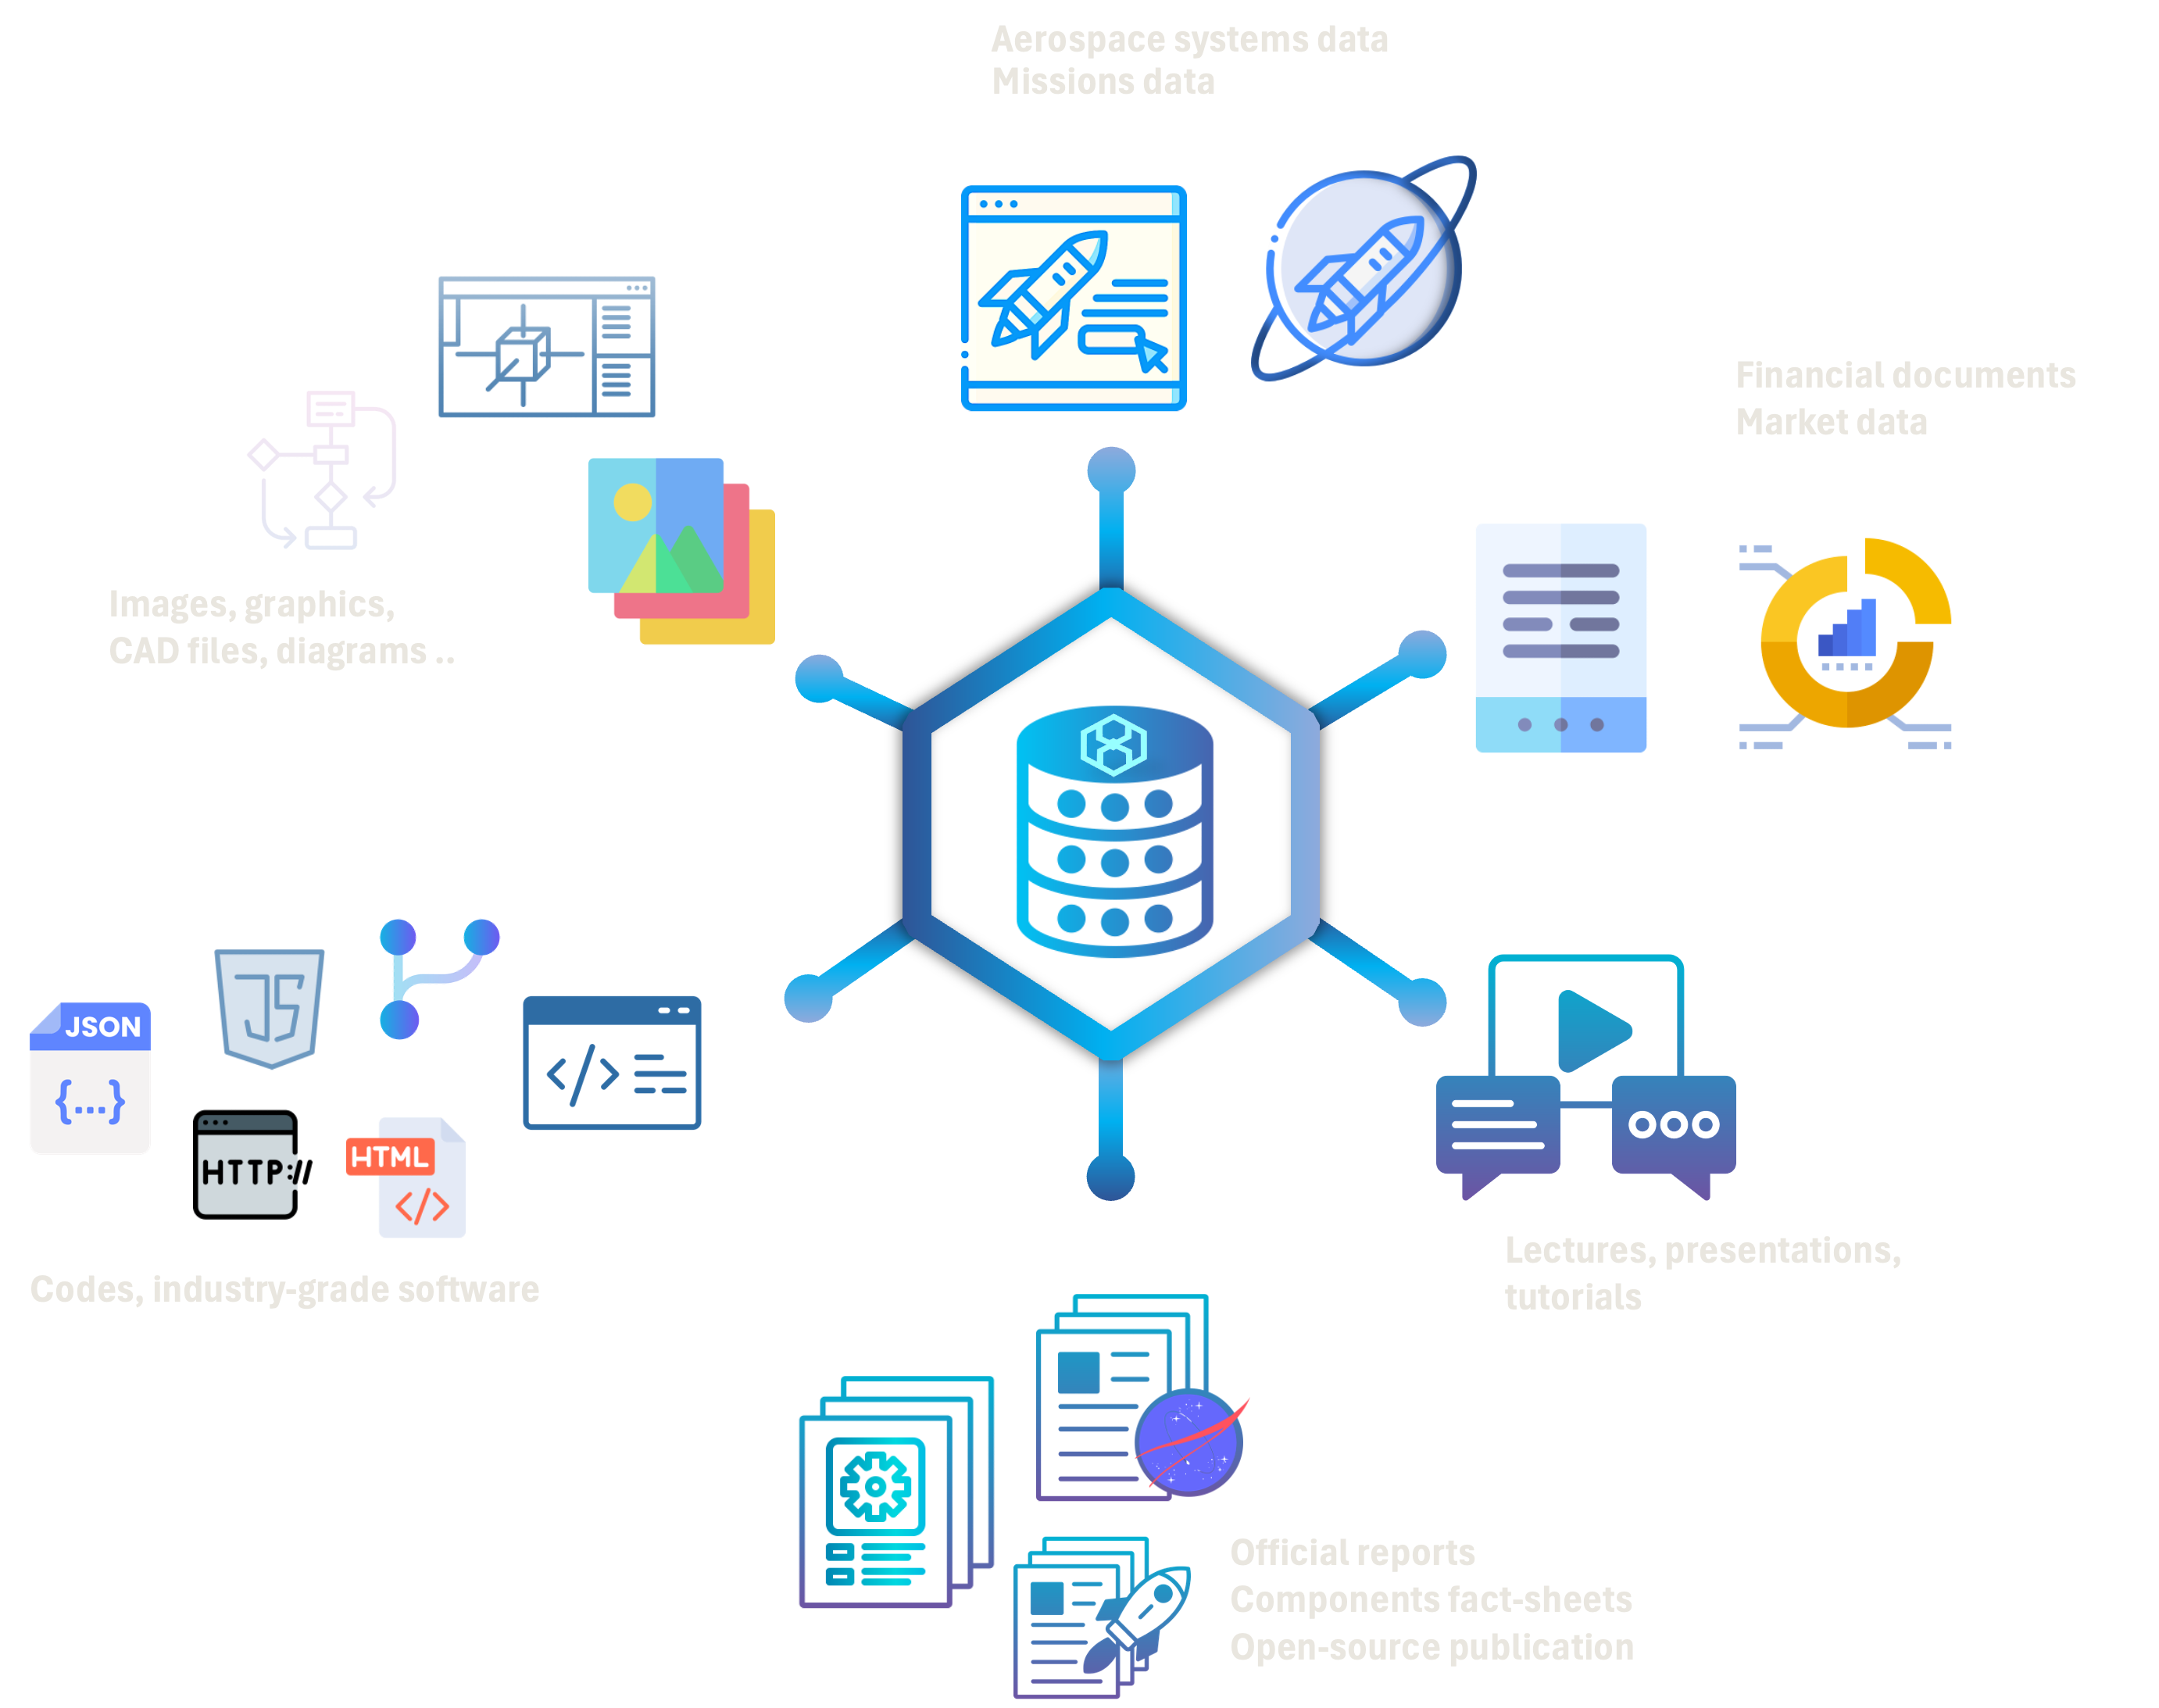 Aerospace systems data
Missions data
Financial documents
Market data
Images, graphics,
CAD files, diagrams ..
JSON
{...}
JS
HTTP://
HTML
</>
</>
Codes, industry-grade software
Lectures, presentations,
tutorials
Official reports
Components fact-sheets
Open-source publication